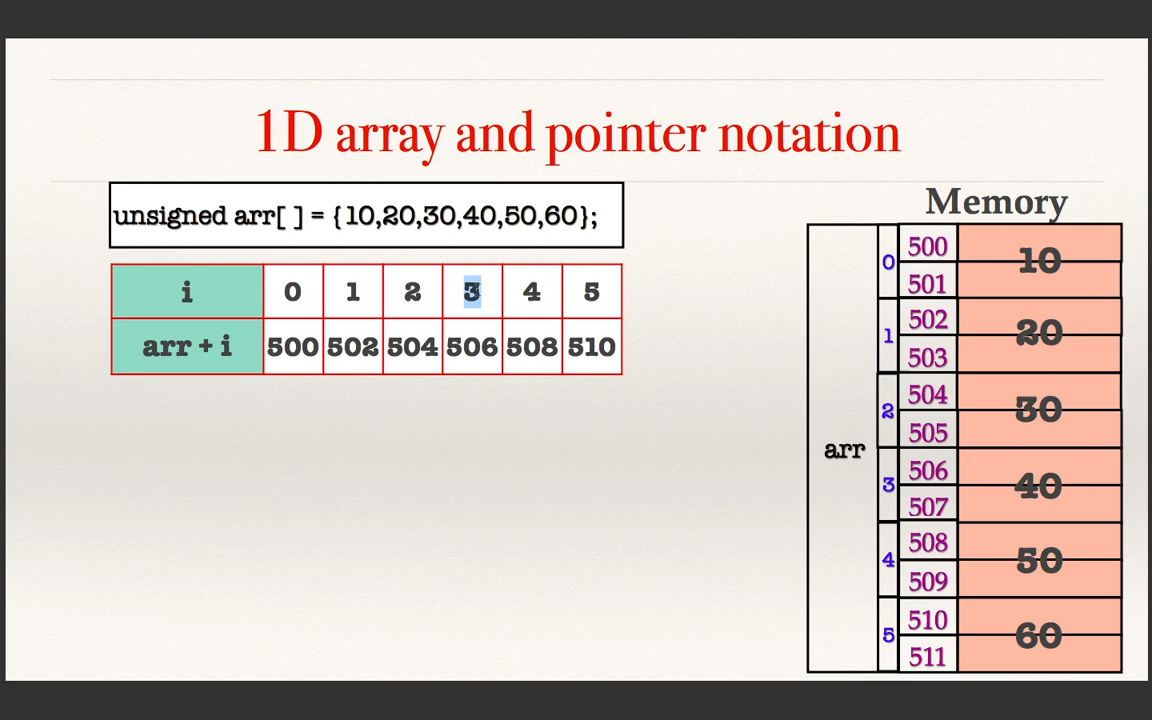 1D array and pointer notation
unsigned arr[ ] = {10,20,30,40,50,60};
i 0 1 2 3 4 5
arr + i 500 502 504 506 508 510
Memory
arr
0 500 10
501
1 502 20
503
2 504 30
505
3 506 40
507
4 508 50
509
5 510 60
511